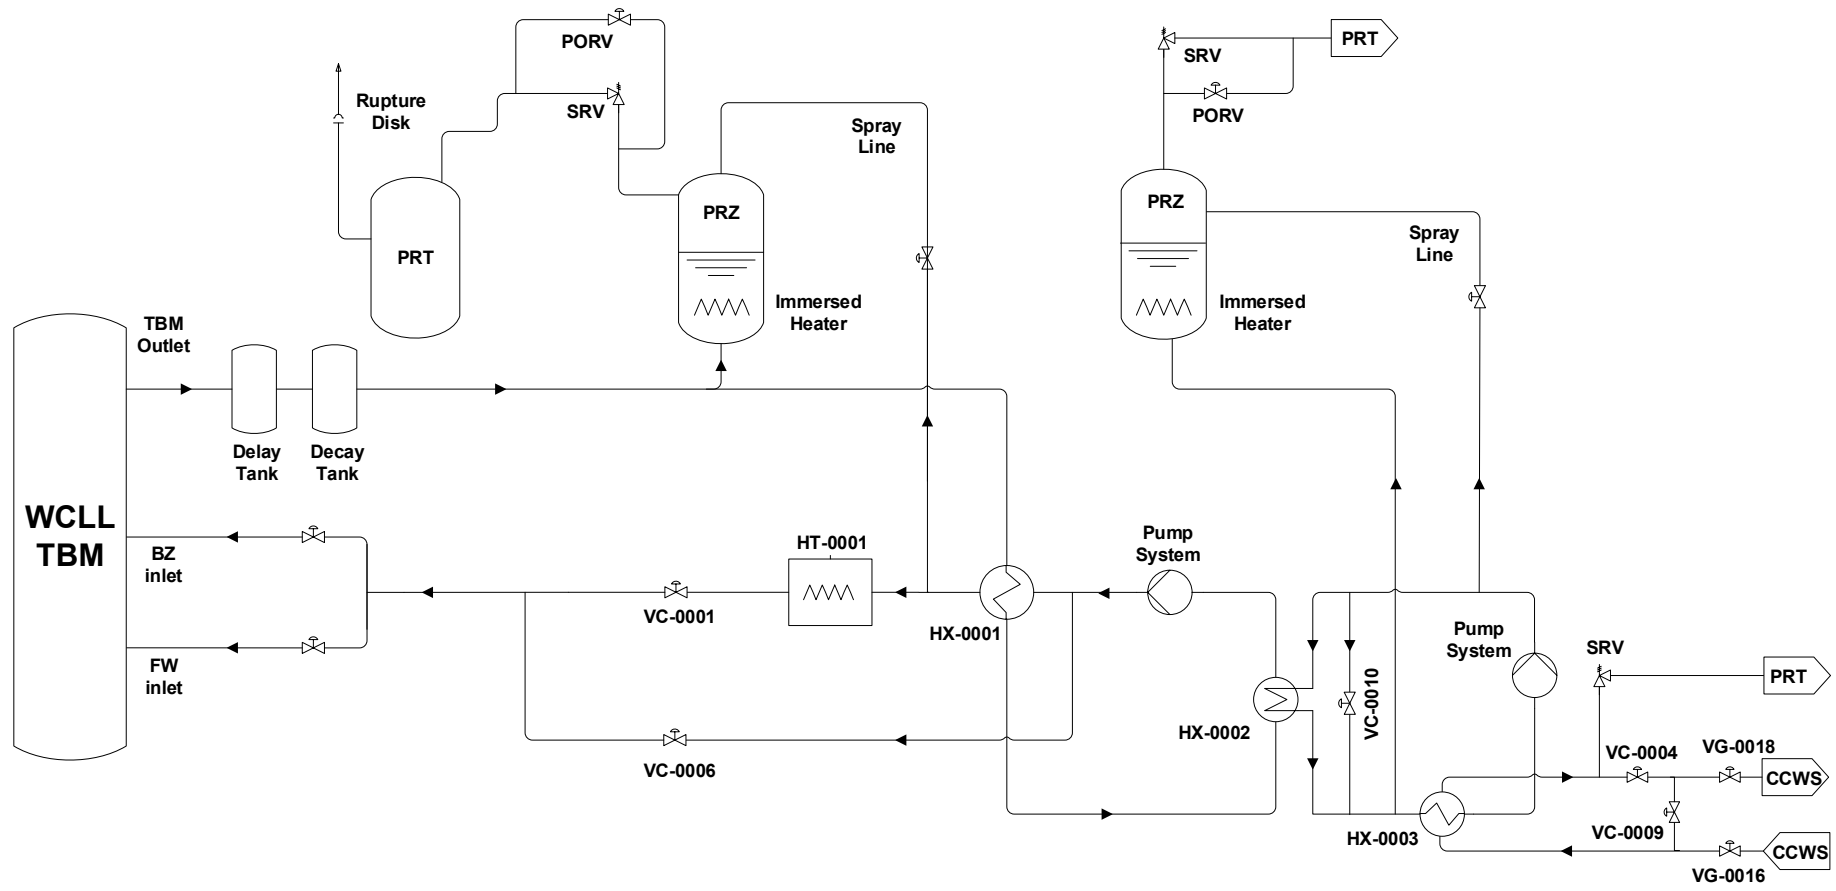 PORV
SRV
PRT
Rupture
Disk
SRV
PORV
Spray
Line
PRZ
PRZ
Spray
Line
PRT
Immersed
Heater
Immersed
Heater
TBM
Outlet
Delay
Tank
Decay
Tank
WCLL
TBM
BZ
inlet
HT-0001
Pump
System
VC-0001
HX-0001
FW
inlet
Pump
System
SRV
PRT
VC-0010
HX-0002
VC-0006
VC-0004
VG-0018
CCWS
HX-0003
VC-0009
CCWS
VG-0016